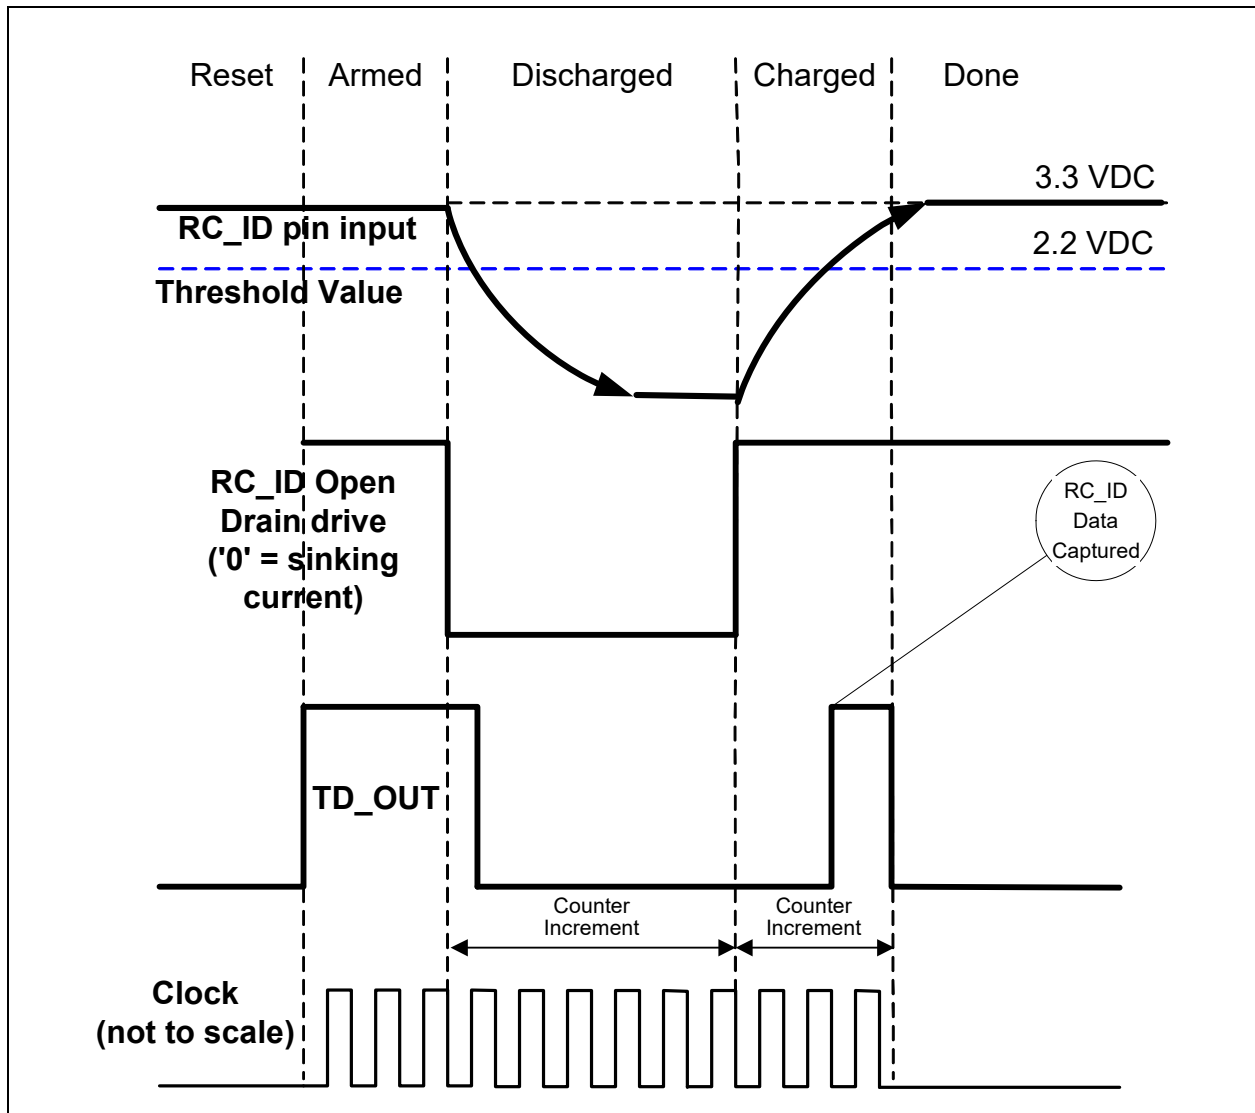 Reset Armed Discharged Charged Done
3.3 VDC
RC_ID pin input
2.2 VDC
Threshold Value
RC_ID Open
Drain drive
('0' = sinking
current)
RC_ID
Data
Captured
TD_OUT
Counter
Increment
Counter
Increment
Clock
(not to scale)